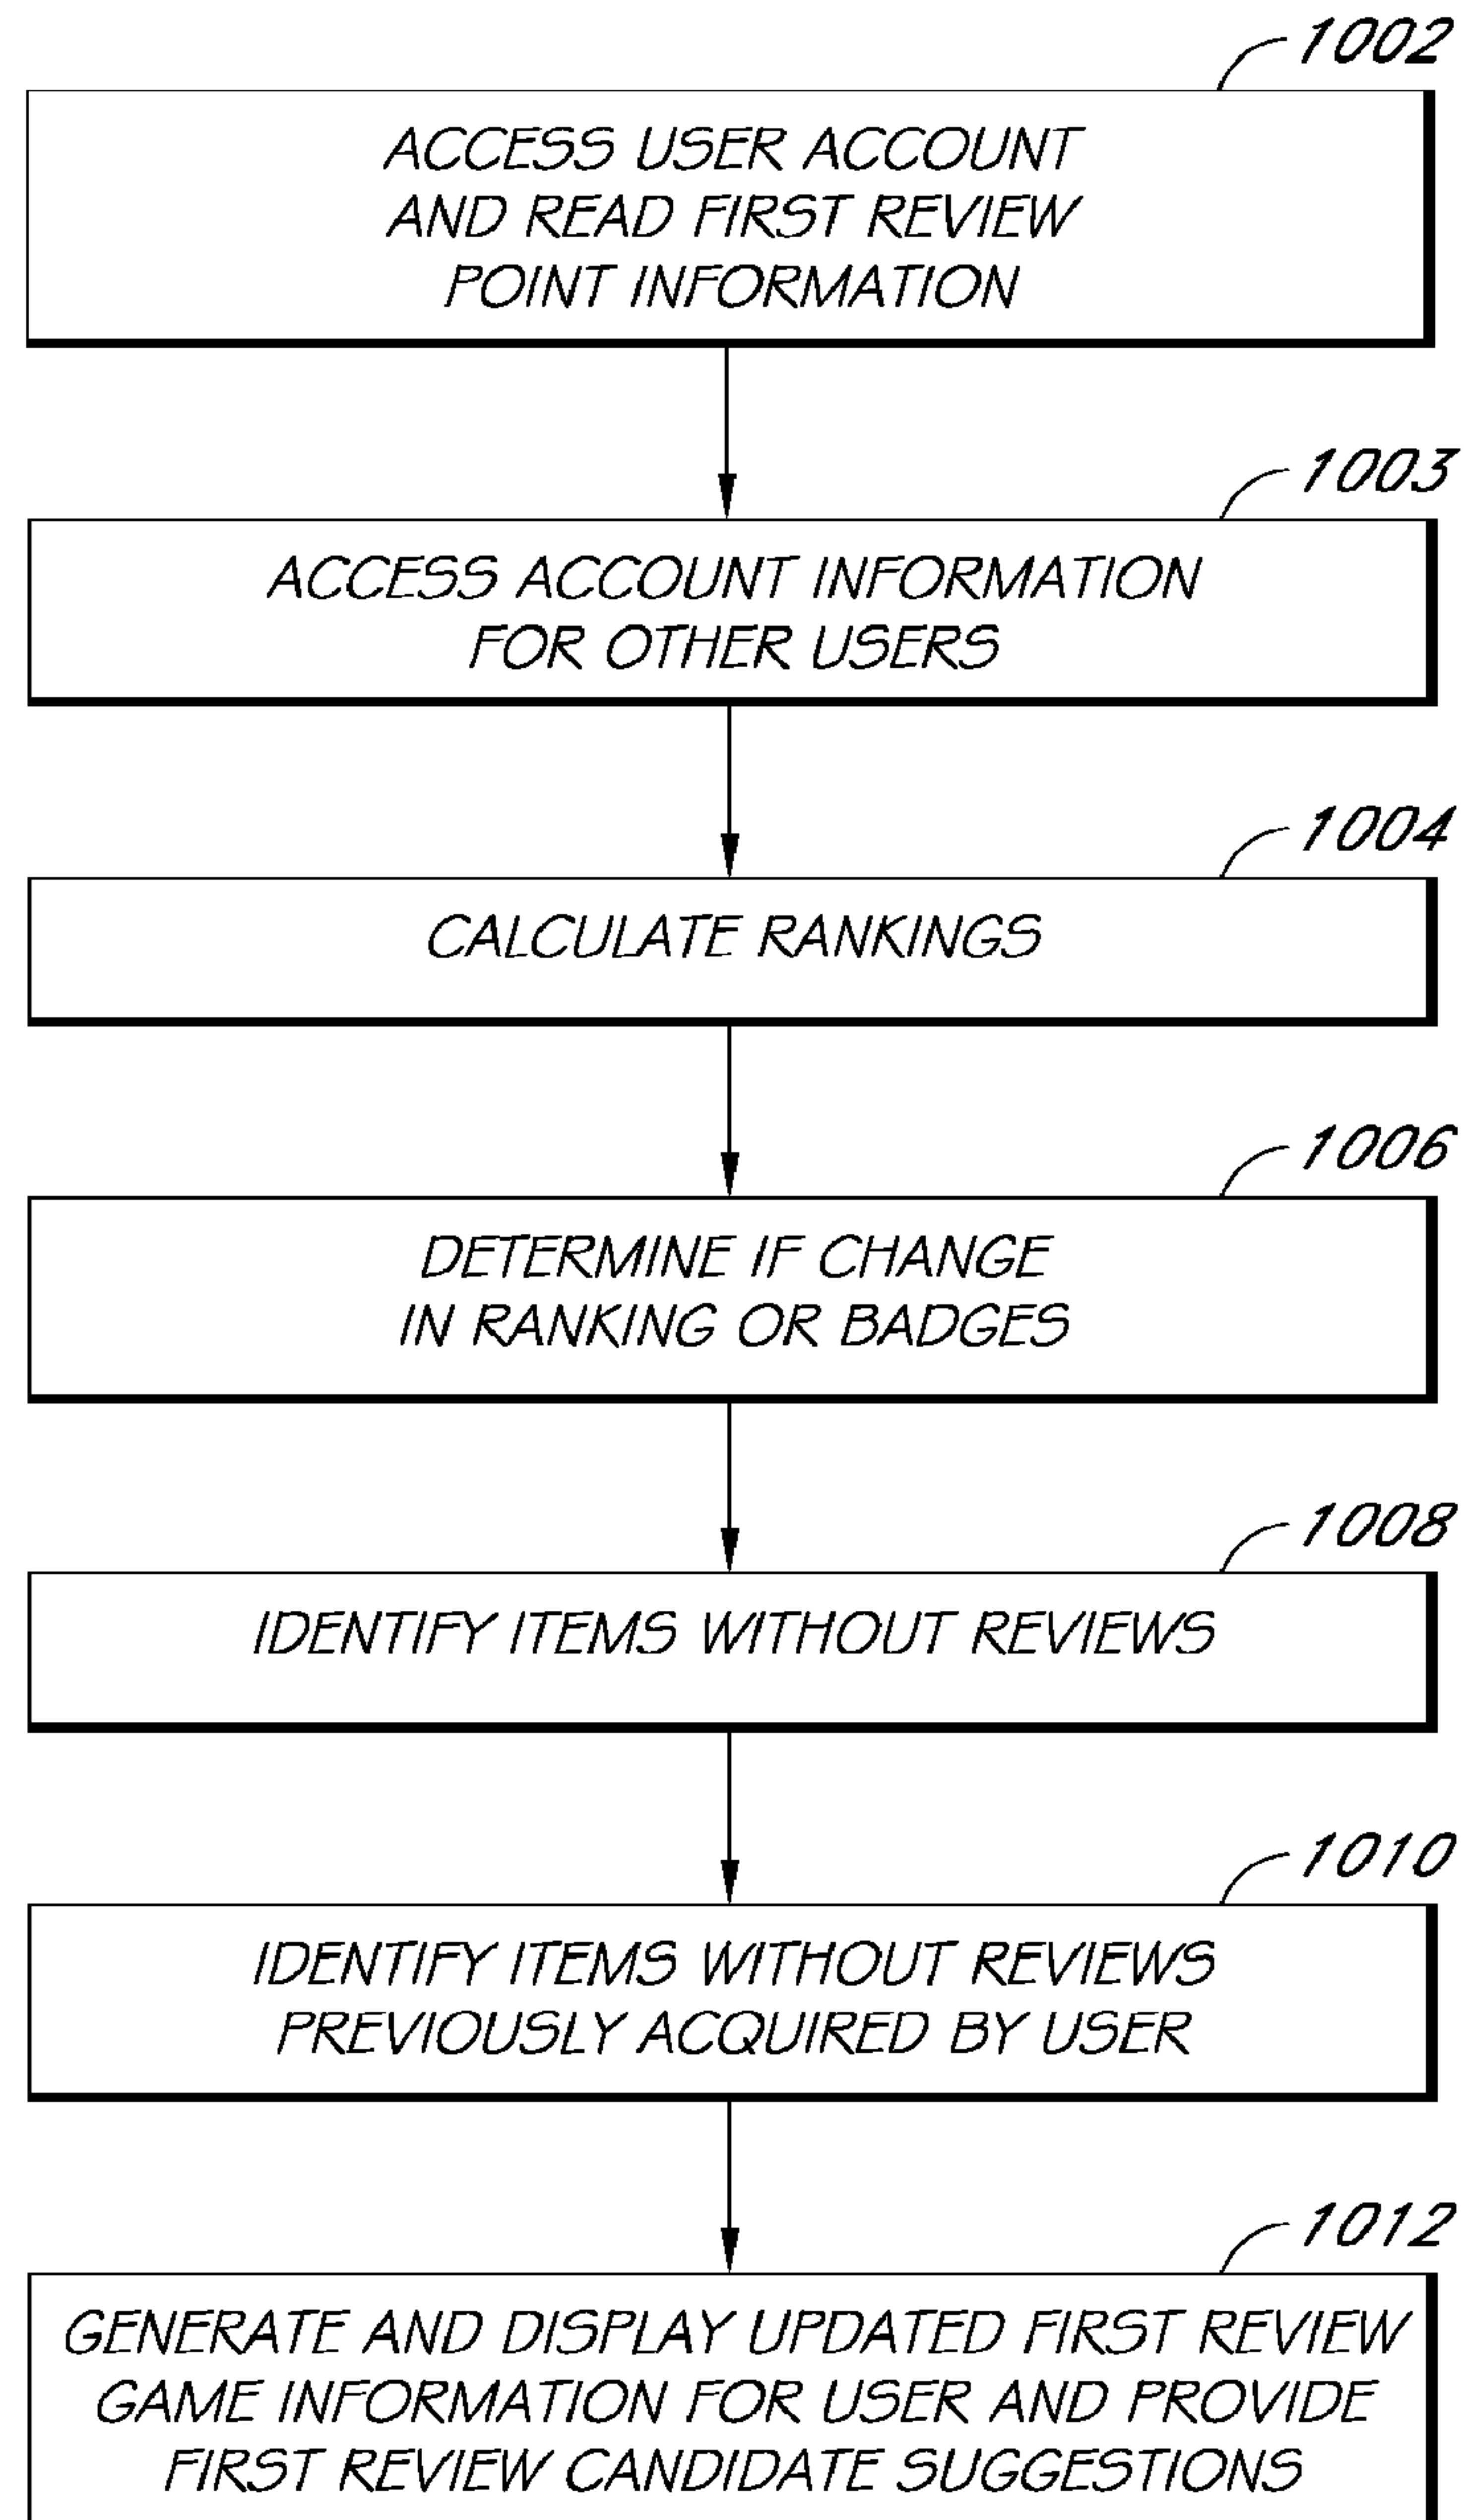 1002
ACCESS USER ACCOUNT
AND READ FIRST REVIEW
POINT INFORMATION
1003
ACCESS ACCOUNT INFORMATION
FOR OTHER USERS
1004
CALCULATE RANKINGS
1006
DETERMINE IF CHANGE
IN RANKING OR BADGES
1008
IDENTIFY ITEMS WITHOUT REVIEWS
1010
IDENTIFY ITEMS WITHOUT REVIEWS
PREVIOUSLY ACQUIRED BY USER
1012
GENERATE AND DISPLAY UPDATED FIRST REVIEW
GAME INFORMATION FOR USER AND PROVIDE
FIRST REVIEW CANDIDATE SUGGESTIONS